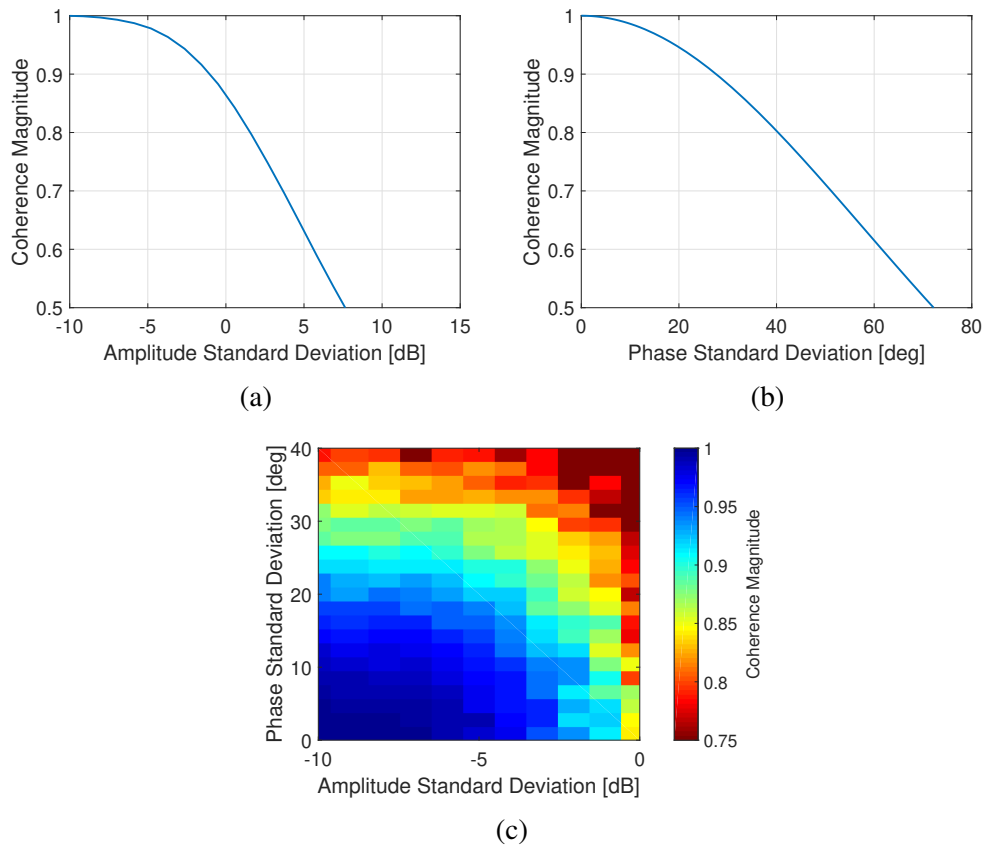 1
0.9
0.8
0.7
0.6
0.5
Coherence Magnitude
-10 -5 0 5 10 15
Amplitude Standard Deviation [dB]
(a)
1
0.9
0.8
0.7
0.6
0.5
Coherence Magnitude
0 20 40 60 80
Phase Standard Deviation [deg]
(b)
40
30
20
10
0
Phase Standard Deviation [deg]
-10 -5 0
Amplitude Standard Deviation [dB]
1
0.95
0.9
0.85
0.8
0.75
Coherence Magnitude
(c)